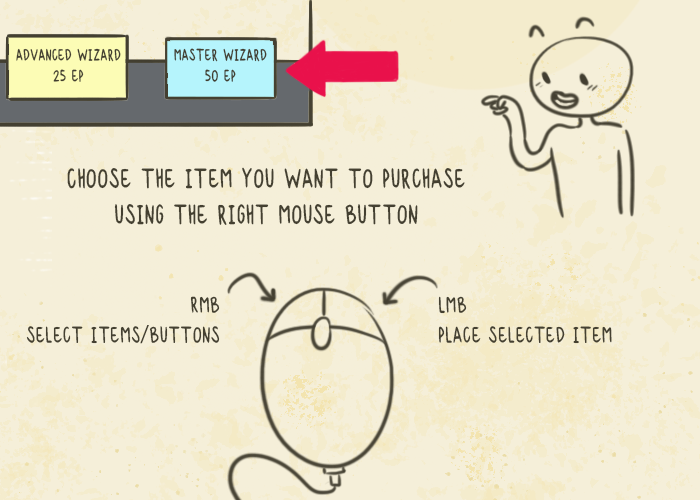 ADVANCED WIZARD
25 EP
MASTER WIZARD
50 EP
CHOOSE THE ITEM YOU WANT TO PURCHASE
USING THE RIGHT MOUSE BUTTON
RMB
SELECT ITEMS/BUTTONS
LMB
PLACE SELECTED ITEM